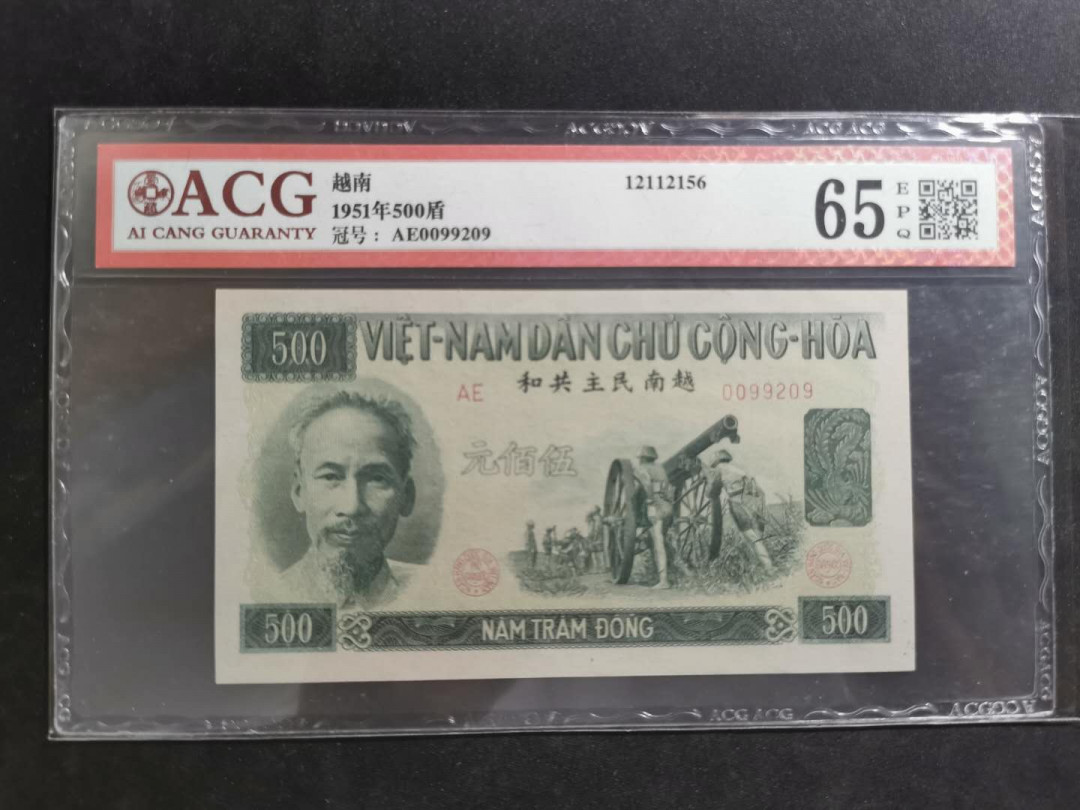 ACG
AI CANG GUARANTY
越南
1951年500盾
冠号: AE0099209
12112156
65
EPQ
500
VIỆT-NAM DÂN CHỦ CỘNG-HÒA
和共主民南越
AE
0099209
元佰伍
500
NĂM TRĂM ĐỒNG
500